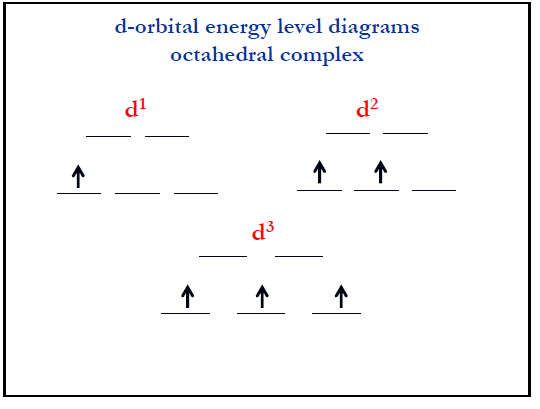 d-orbital energy level diagrams
octahedral complex
d¹
d²
d³